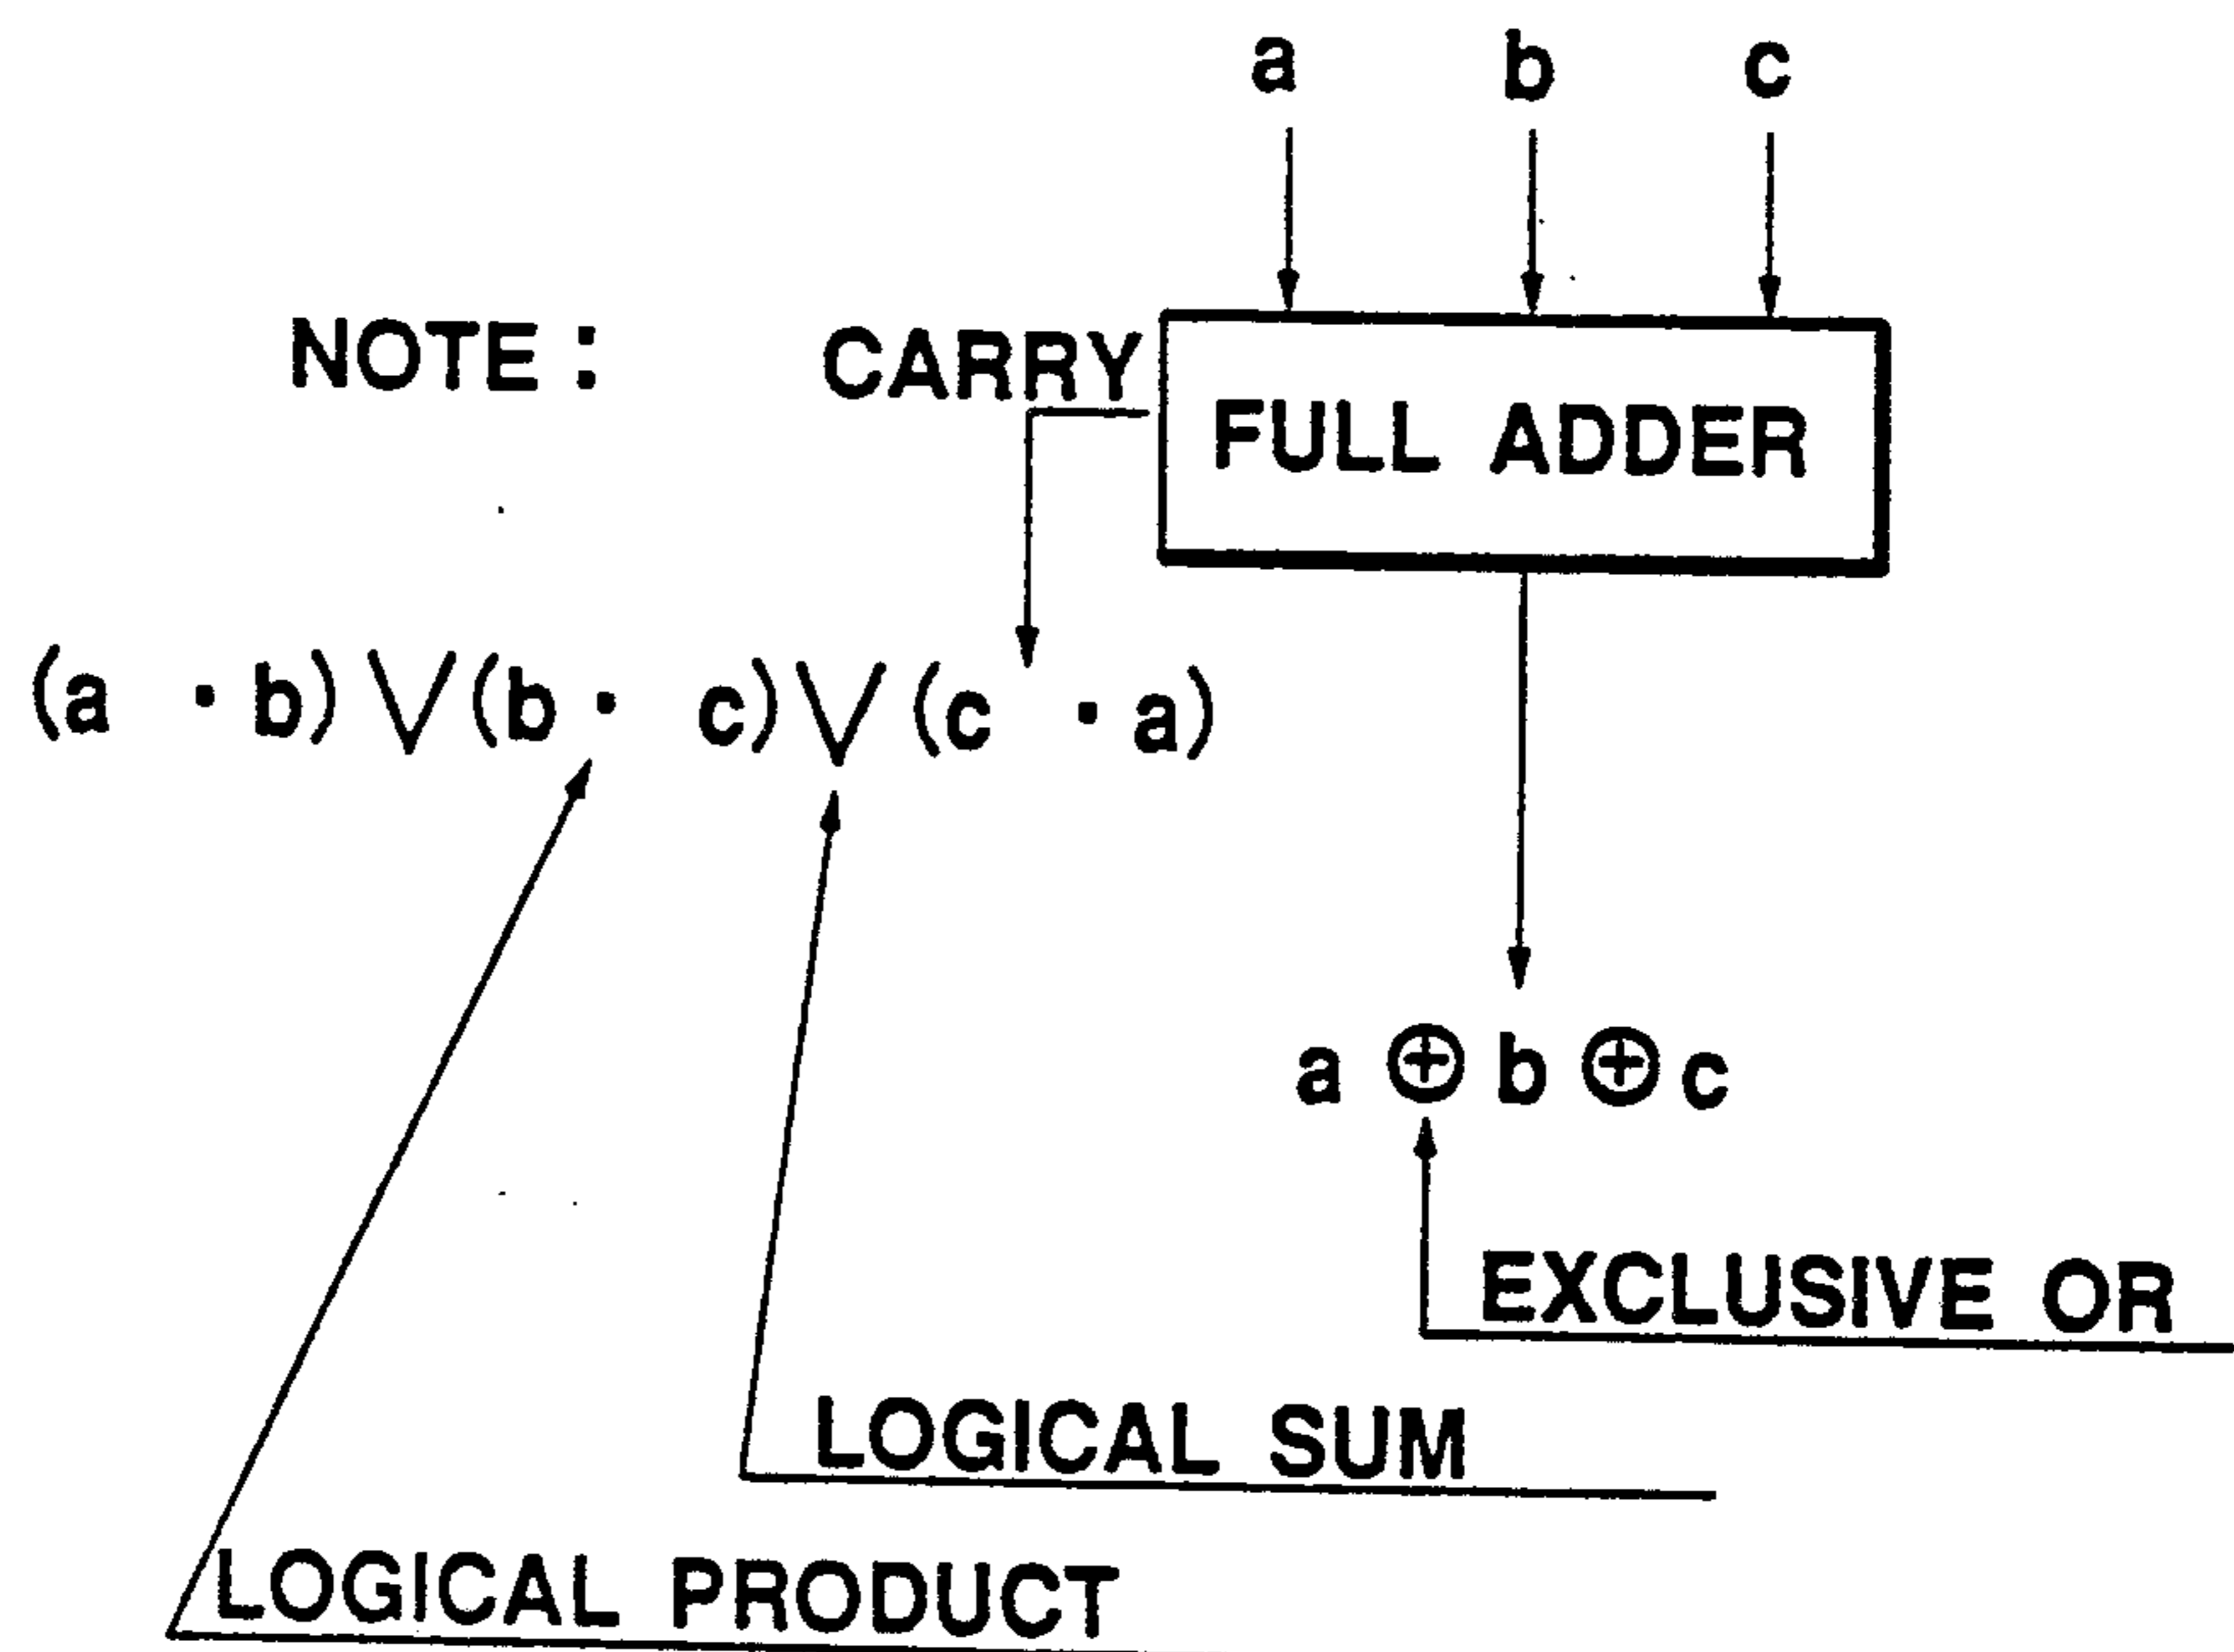 a b c
NOTE: CARRY
FULL ADDER
(a · b) ∨ (b · c) ∨ (c · a)
a ⊕ b ⊕ c
EXCLUSIVE OR
LOGICAL SUM
LOGICAL PRODUCT